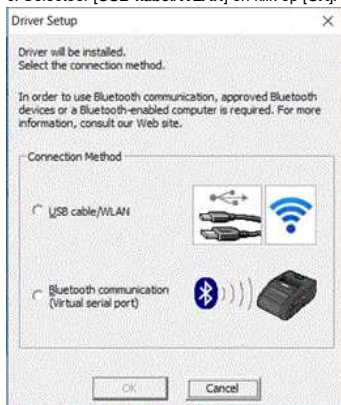 Driver Setup
Driver will be installed.
Select the connection method.
In order to use Bluetooth communication, approved Bluetooth
devices or a Bluetooth-enabled computer is required. For more
information, consult our Web site.
Connection Method
USB cable/WLAN
Bluetooth communication
(Virtual serial port)
OK
Cancel